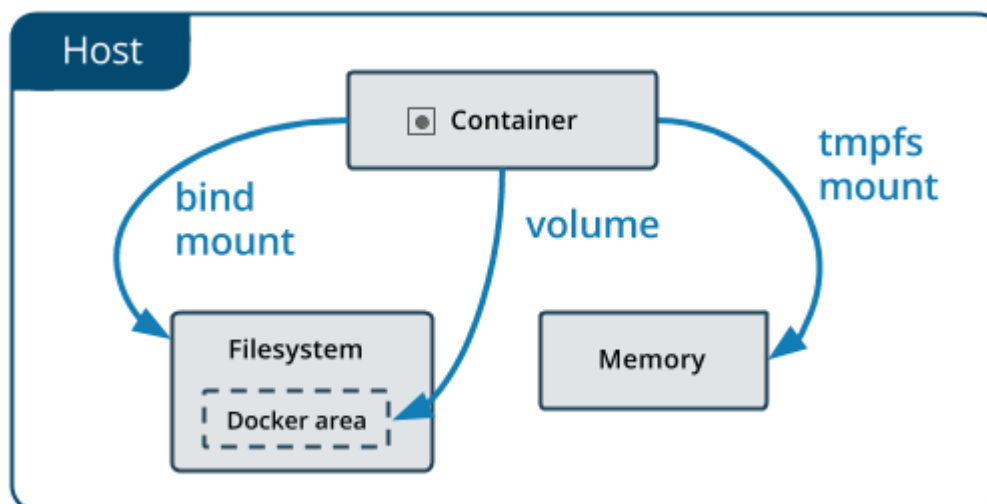 Host
Container
bind
mount
volume
tmpfs
mount
Filesystem
Docker area
Memory